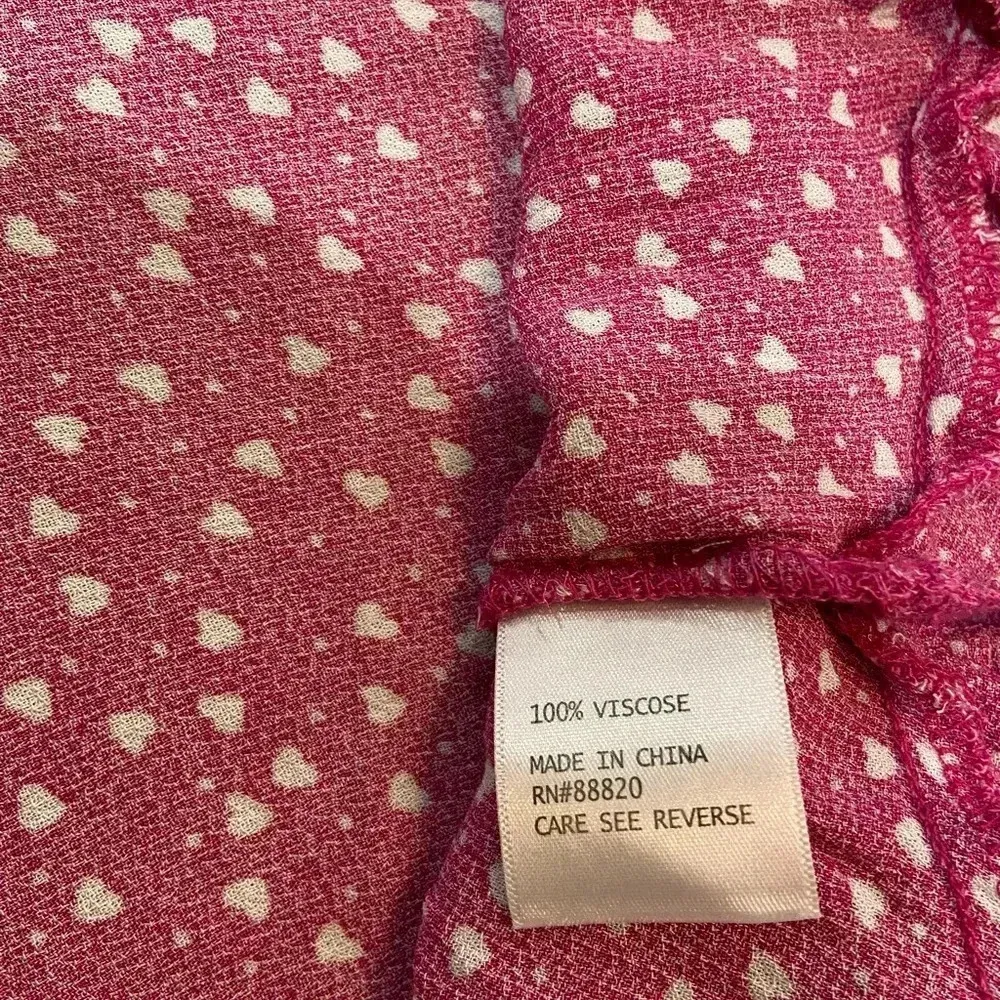 100% VISCOSE
MADE IN CHINA
RN#88820
CARE SEE REVERSE